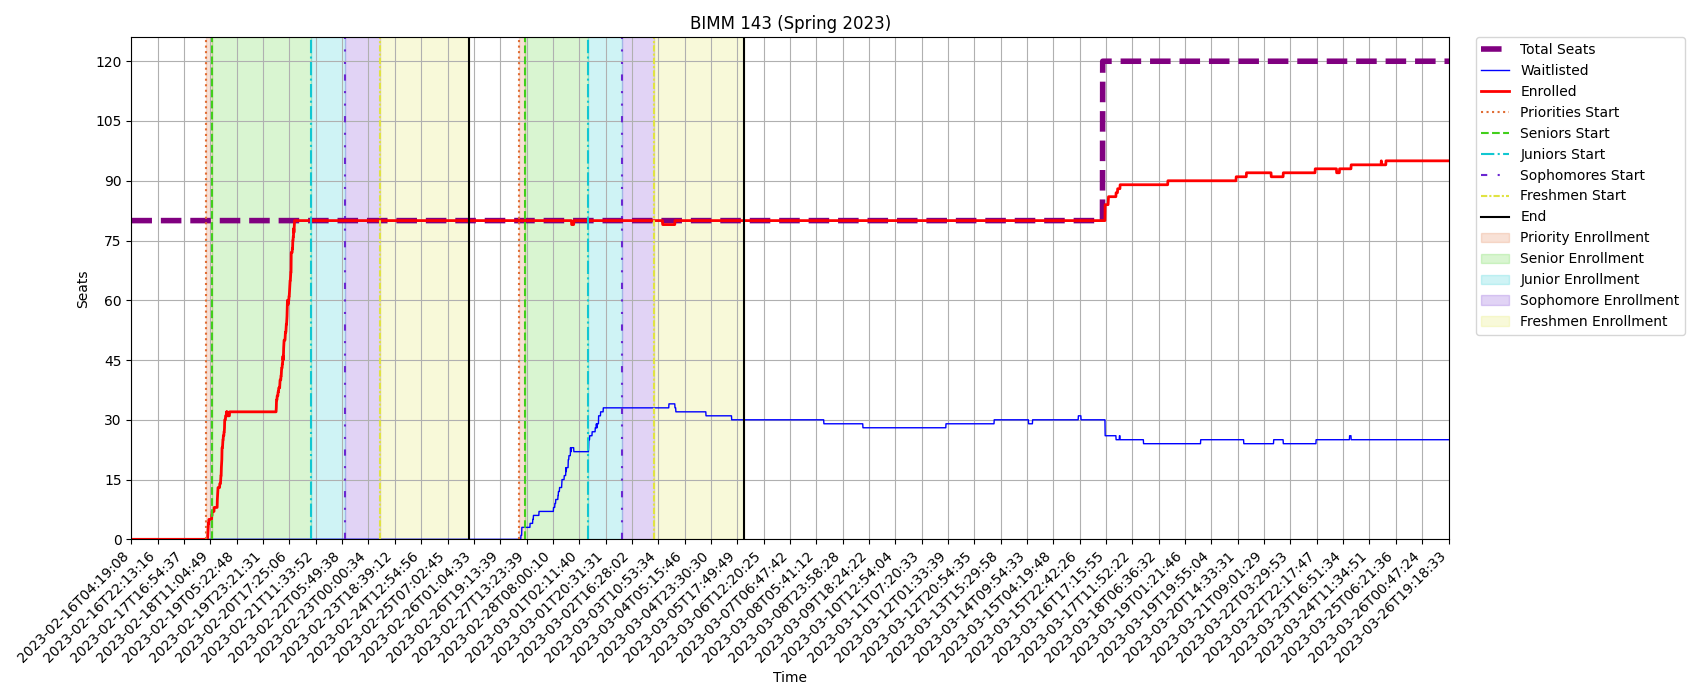 BIMM 143 (Spring 2023)
Seats
120
105
90
75
60
45
30
15
0
2023-02-16T04:19:08
2023-02-16T22:13:16
2023-02-17T16:54:37
2023-02-18T11:04:49
2023-02-19T05:22:48
2023-02-19T23:21:31
2023-02-20T17:25:06
2023-02-21T11:33:52
2023-02-22T05:49:38
2023-02-23T00:00:34
2023-02-23T18:39:12
2023-02-24T12:54:56
2023-02-25T07:02:45
2023-02-26T01:04:33
2023-02-26T19:13:39
2023-02-27T13:23:39
2023-02-28T08:00:10
2023-03-01T02:11:40
2023-03-01T20:31:31
2023-03-02T16:28:02
2023-03-03T10:53:34
2023-03-04T05:15:46
2023-03-04T23:30:30
2023-03-05T17:49:49
2023-03-06T12:20:25
2023-03-07T06:47:42
2023-03-08T05:41:12
2023-03-08T23:58:28
2023-03-09T18:24:22
2023-03-10T12:54:04
2023-03-11T07:20:33
2023-03-12T01:33:39
2023-03-12T20:54:35
2023-03-13T15:29:58
2023-03-14T09:54:33
2023-03-15T04:19:48
2023-03-15T22:42:26
2023-03-16T17:15:55
2023-03-17T11:52:22
2023-03-18T06:36:32
2023-03-19T01:21:46
2023-03-19T19:55:04
2023-03-20T14:33:31
2023-03-21T09:01:29
2023-03-22T03:29:53
2023-03-22T22:17:47
2023-03-23T16:51:34
2023-03-24T11:34:51
2023-03-25T06:21:36
2023-03-26T00:47:24
2023-03-26T19:18:33
Time
Total Seats
Waitlisted
Enrolled
Priorities Start
Seniors Start
Juniors Start
Sophomores Start
Freshmen Start
End
Priority Enrollment
Senior Enrollment
Junior Enrollment
Sophomore Enrollment
Freshmen Enrollment